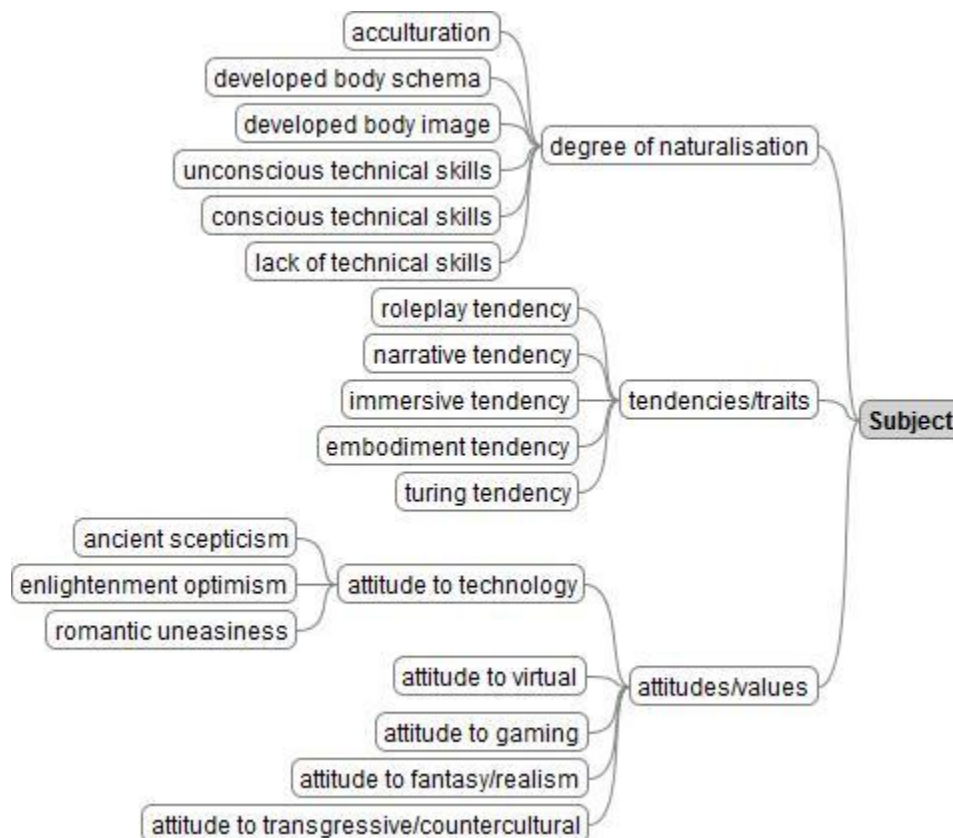 acculturation
developed body schema
developed body image
degree of naturalisation
unconscious technical skills
conscious technical skills
lack of technical skills
roleplay tendency
narrative tendency
immersive tendency
tendencies/traits
Subject
embodiment tendency
turing tendency
ancient scepticism
enlightenment optimism
attitude to technology
romantic uneasiness
attitude to virtual
attitudes/values
attitude to gaming
attitude to fantasy/realism
attitude to transgressive/countercultural